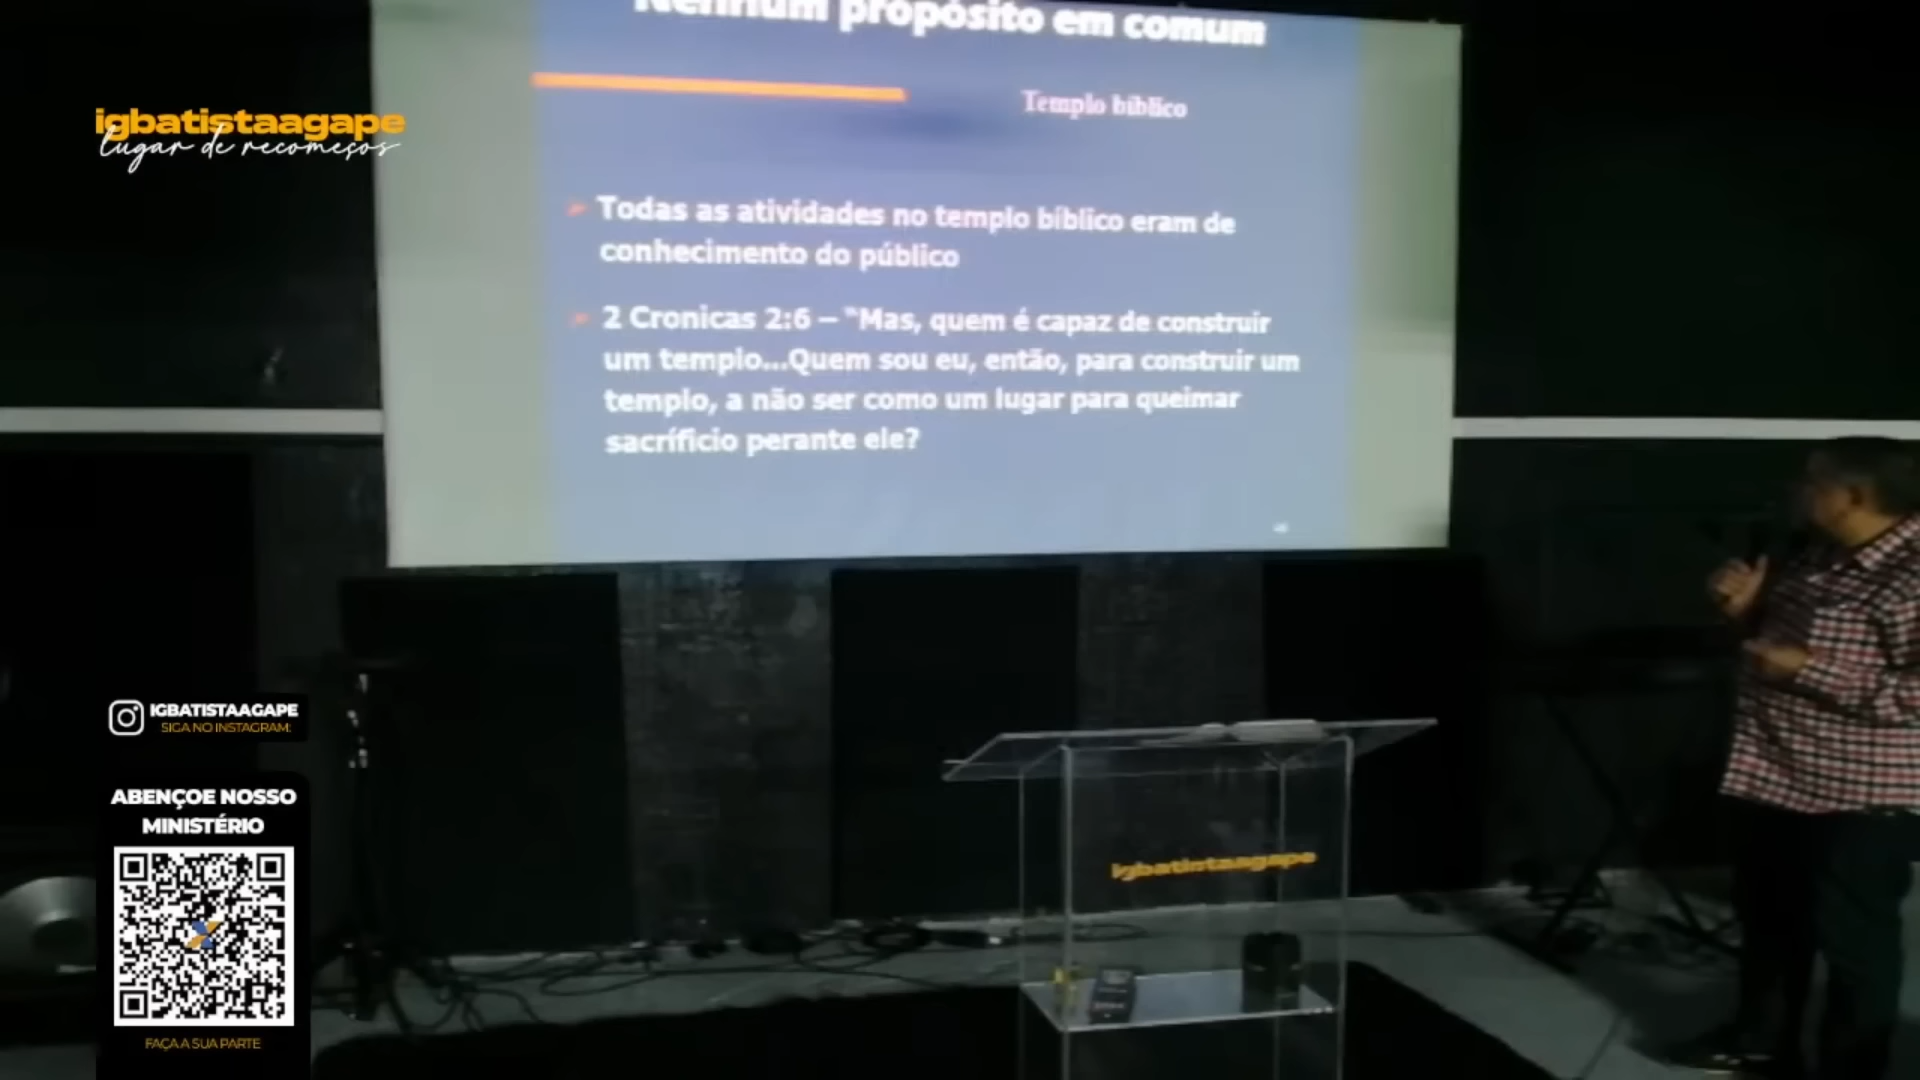 Nenhum propósito em comum
igbatistaagape
lugar de recomeços
Templo bíblico
Todas as atividades no templo bíblico eram de
conhecimento do público
2 Cronicas 2:6 – "Mas, quem é capaz de construir
um templo...Quem sou eu, então, para construir um
templo, a não ser como um lugar para queimar
sacríficio perante ele?
IGBATISTAAGAPE
SIGA NO INSTAGRAM:
ABENÇOE NOSSO
MINISTÉRIO
FAÇA A SUA PARTE
igbatistaagape